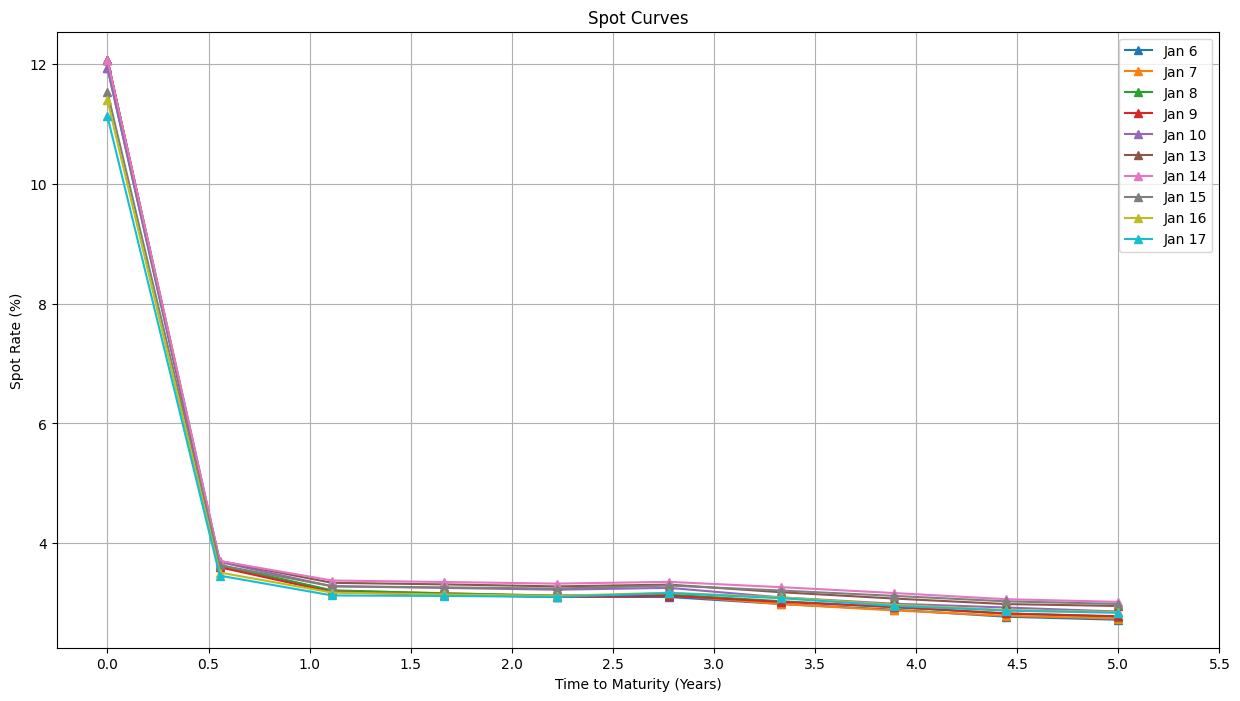 Spot Curves
12
10
8
6
4
Spot Rate (%)
0.0 0.5 1.0 1.5 2.0 2.5 3.0 3.5 4.0 4.5 5.0 5.5
Time to Maturity (Years)
Jan 6
Jan 7
Jan 8
Jan 9
Jan 10
Jan 13
Jan 14
Jan 15
Jan 16
Jan 17